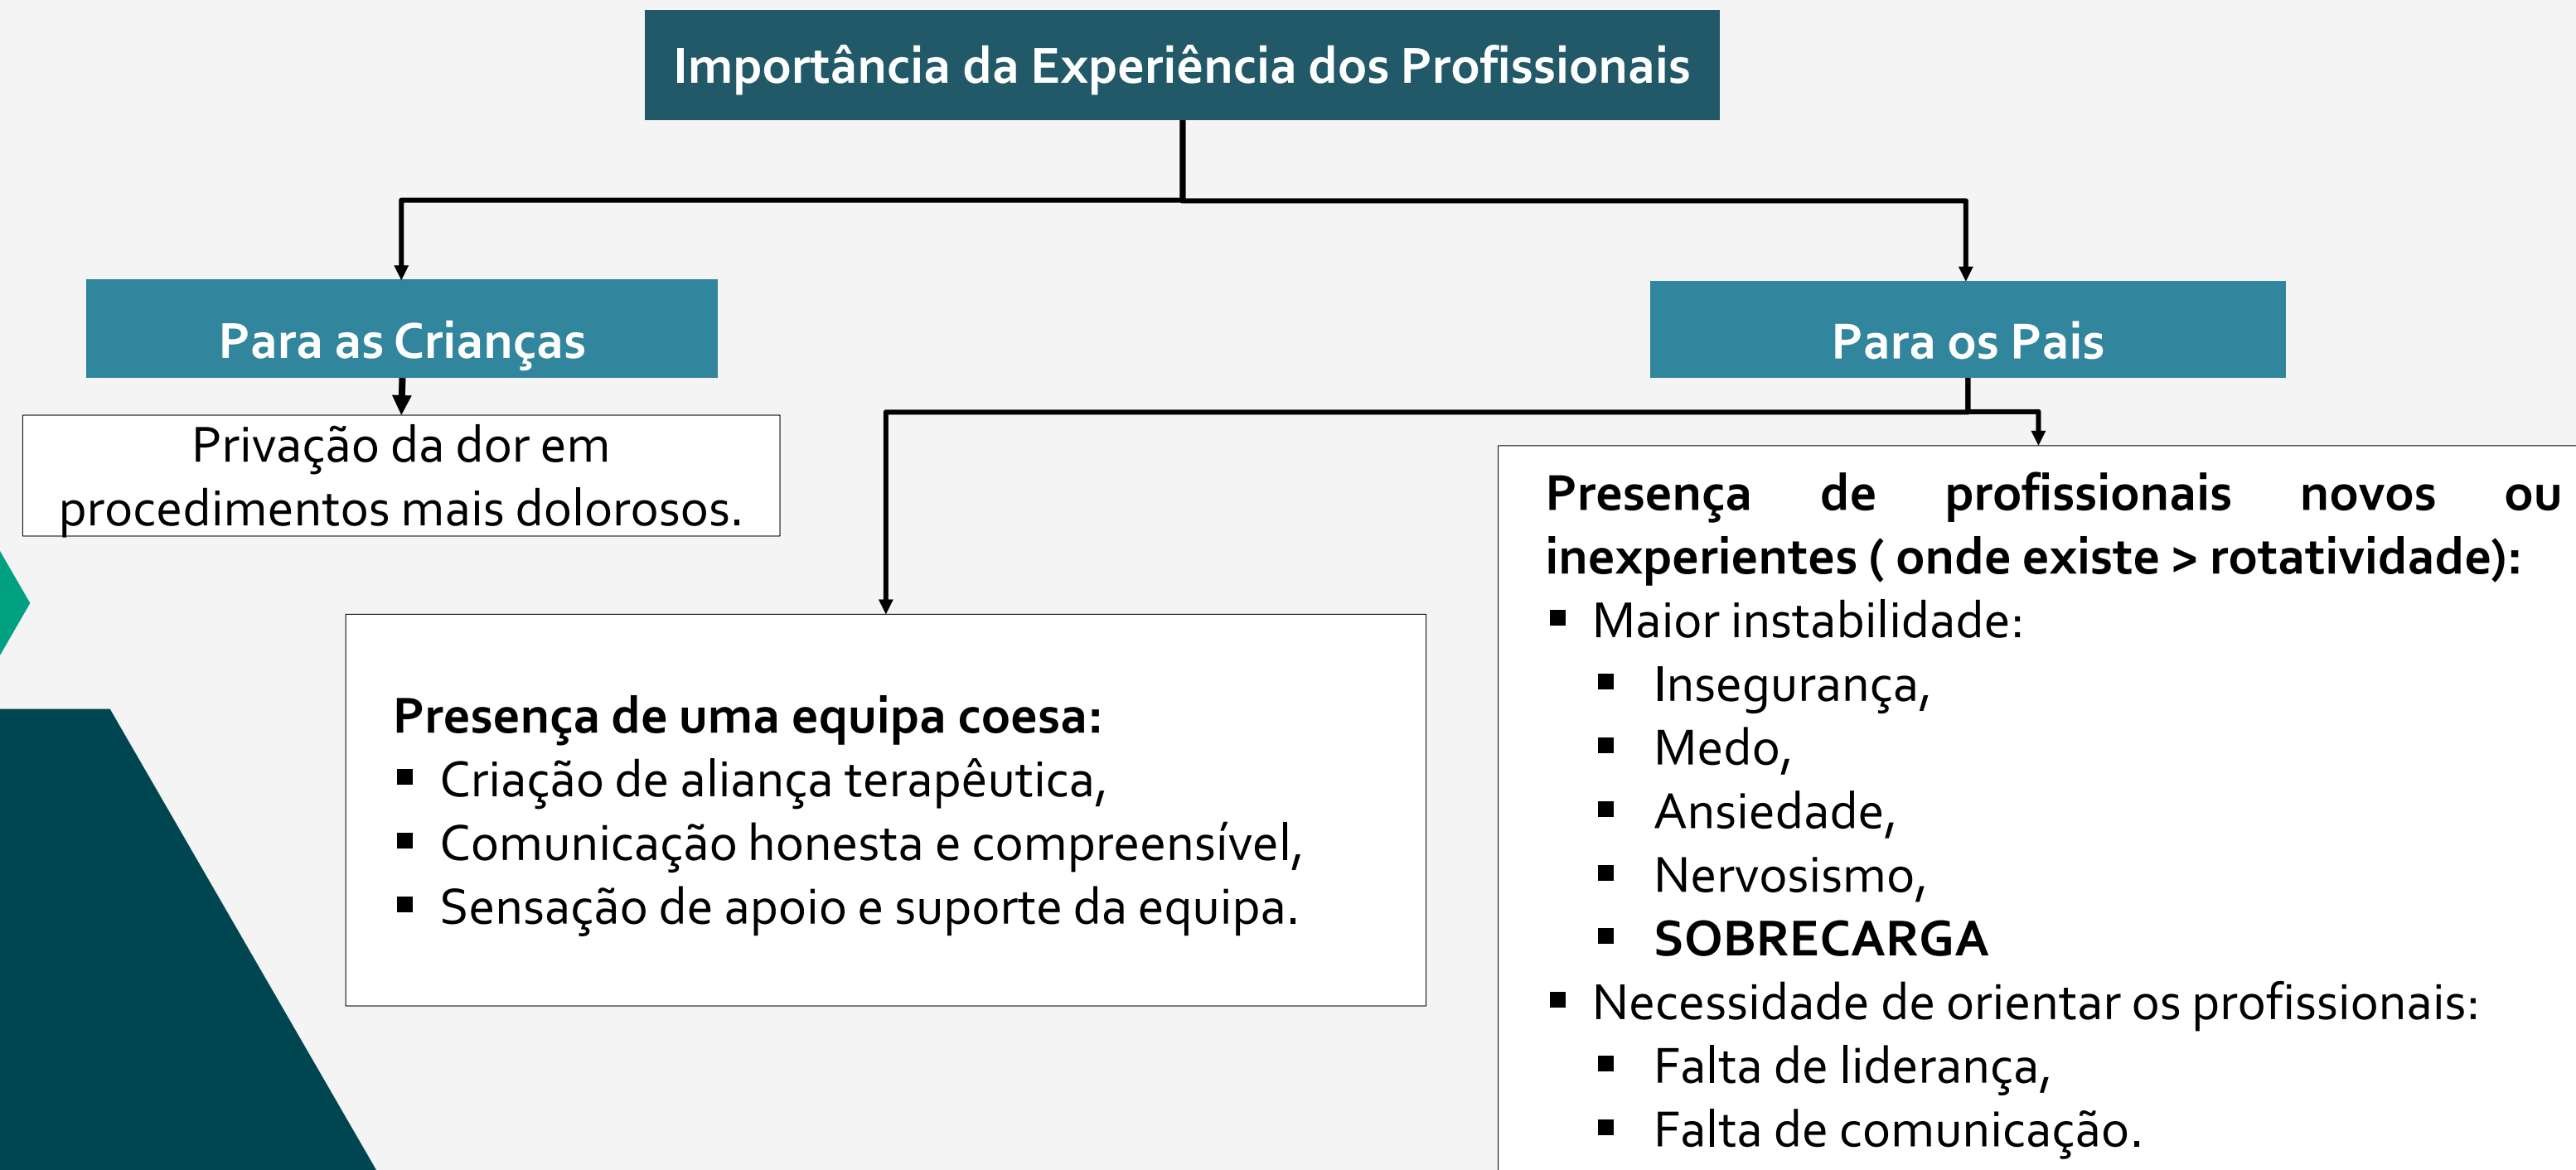 Importância da Experiência dos Profissionais
Para as Crianças
Privação da dor em
procedimentos mais dolorosos.
Para os Pais
Presença de uma equipa coesa:
▪ Criação de aliança terapêutica,
▪ Comunicação honesta e compreensível,
▪ Sensação de apoio e suporte da equipa.
Presença de profissionais novos ou
inexperientes ( onde existe > rotatividade):
▪ Maior instabilidade:
▪ Insegurança,
▪ Medo,
▪ Ansiedade,
▪ Nervosismo,
▪ SOBRECARGA
▪ Necessidade de orientar os profissionais:
▪ Falta de liderança,
▪ Falta de comunicação.